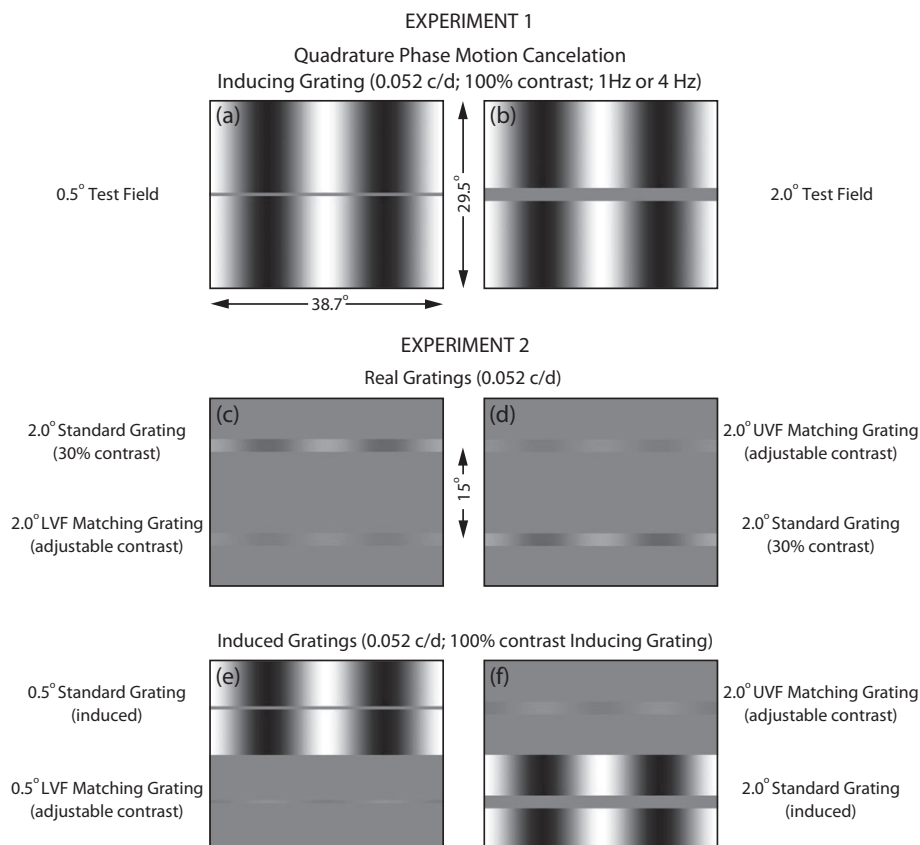 EXPERIMENT 1
Quadrature Phase Motion Cancelation
Inducing Grating (0.052 c/d; 100% contrast; 1Hz or 4 Hz)
(a)
(b)
0.5° Test Field
29.5°
2.0° Test Field
38.7°
EXPERIMENT 2
Real Gratings (0.052 c/d)
(c)
(d)
2.0° Standard Grating
(30% contrast)
2.0° UVF Matching Grating
(adjustable contrast)
15°
2.0° LVF Matching Grating
(adjustable contrast)
2.0° Standard Grating
(30% contrast)
Induced Gratings (0.052 c/d; 100% contrast Inducing Grating)
(e)
(f)
0.5° Standard Grating
(induced)
2.0° UVF Matching Grating
(adjustable contrast)
0.5° LVF Matching Grating
(adjustable contrast)
2.0° Standard Grating
(induced)